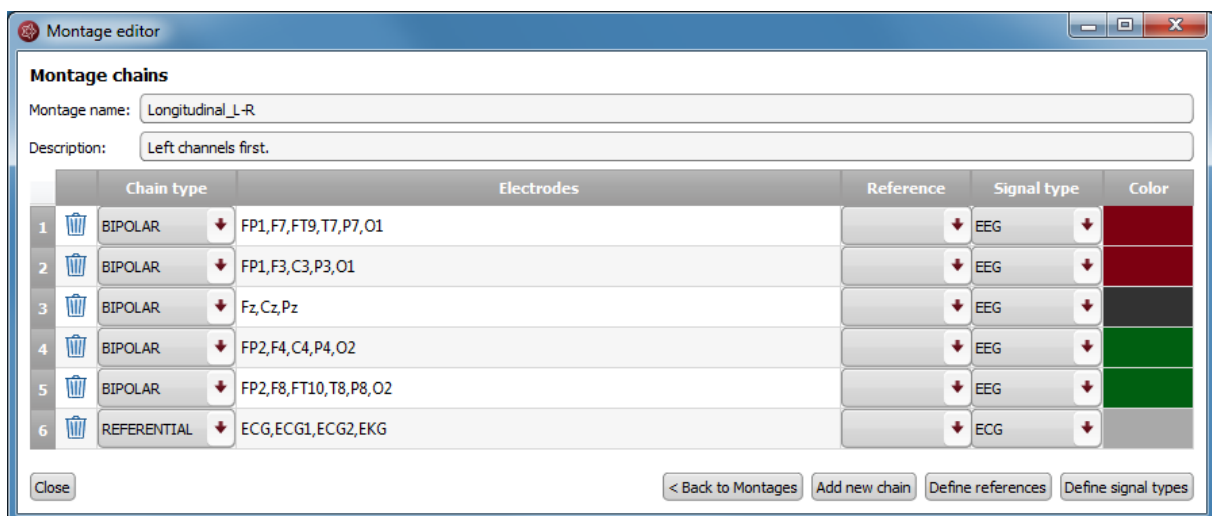 Montage editor
Montage chains
Montage name: Longitudinal_L-R
Description: Left channels first.
Chain type Electrodes Reference Signal type Color
1 BIPOLAR FP1,F7,FT9,T7,P7,O1 EEG
2 BIPOLAR FP1,F3,C3,P3,O1 EEG
3 BIPOLAR Fz,Cz,Pz EEG
4 BIPOLAR FP2,F4,C4,P4,O2 EEG
5 BIPOLAR FP2,F8,FT10,T8,P8,O2 EEG
6 REFERENTIAL ECG,ECG1,ECG2,EKG ECG
Close < Back to Montages Add new chain Define references Define signal types